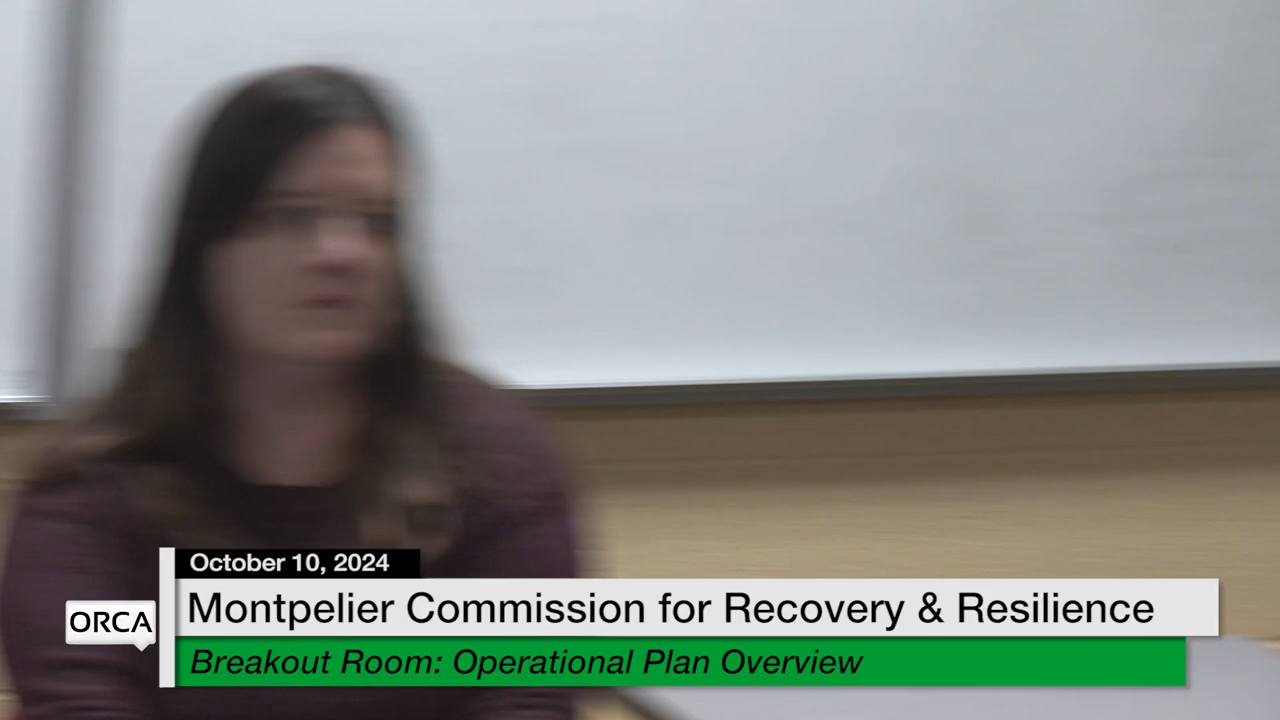 October 10, 2024
Montpelier Commission for Recovery & Resilience
ORCA
Breakout Room: Operational Plan Overview